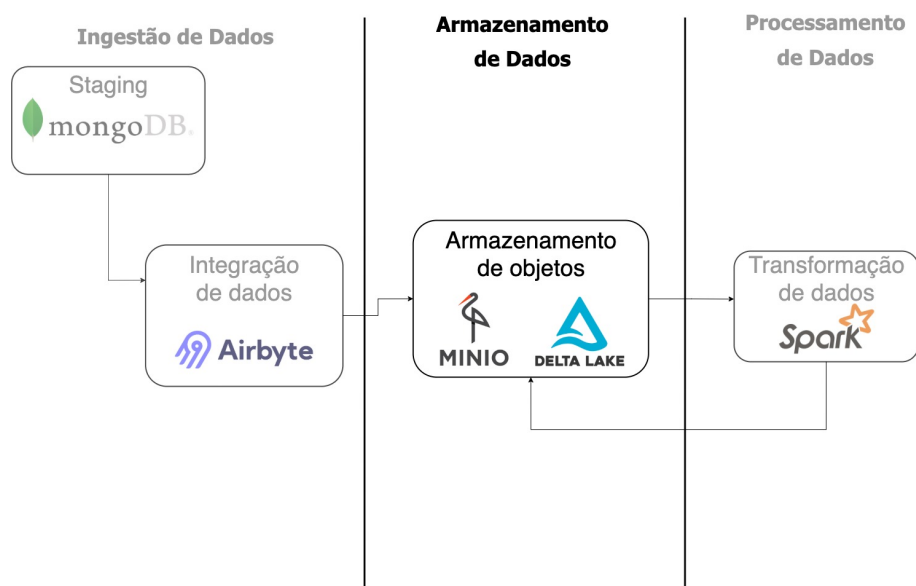 Ingestão de Dados
Armazenamento
de Dados
Processamento
de Dados
Staging
mongoDB®
Integração
de dados
Airbyte
Armazenamento
de objetos
MINIO
DELTA LAKE
Transformação
de dados
Spark